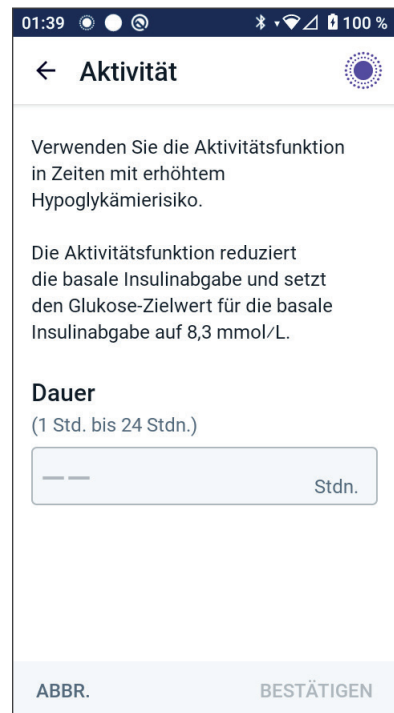 01:39 100 %
Aktivität
Verwenden Sie die Aktivitätsfunktion
in Zeiten mit erhöhtem
Hypoglykämierisiko.
Die Aktivitätsfunktion reduziert
die basale Insulinabgabe und setzt
den Glukose-Zielwert für die basale
Insulinabgabe auf 8,3 mmol/L.
Dauer
(1 Std. bis 24 Stdn.)
— — Stdn.
ABBR. BESTÄTIGEN